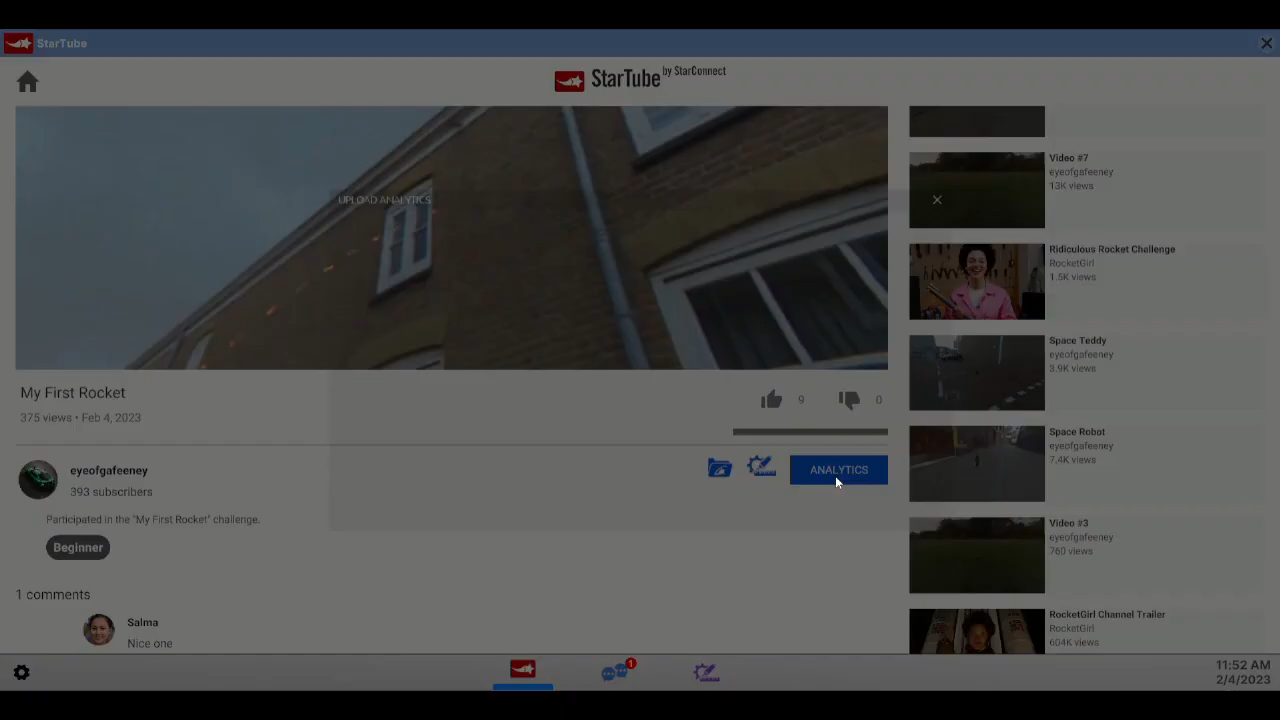 StarTube
StarTube by StarConnect
UPLOAD ANALYTICS
My First Rocket
375 views • Feb 4, 2023
9
0
eyeofgafeeney
393 subscribers
ANALYTICS
Participated in the "My First Rocket" challenge.
Beginner
1 comments
Salma
Nice one
Video #7
eyeofgafeeney
13K views
Ridiculous Rocket Challenge
RocketGirl
1.5K views
Space Teddy
eyeofgafeeney
3.9K views
Space Robot
eyeofgafeeney
7.4K views
Video #3
eyeofgafeeney
760 views
RocketGirl Channel Trailer
RocketGirl
604K views
1
11:52 AM
2/4/2023